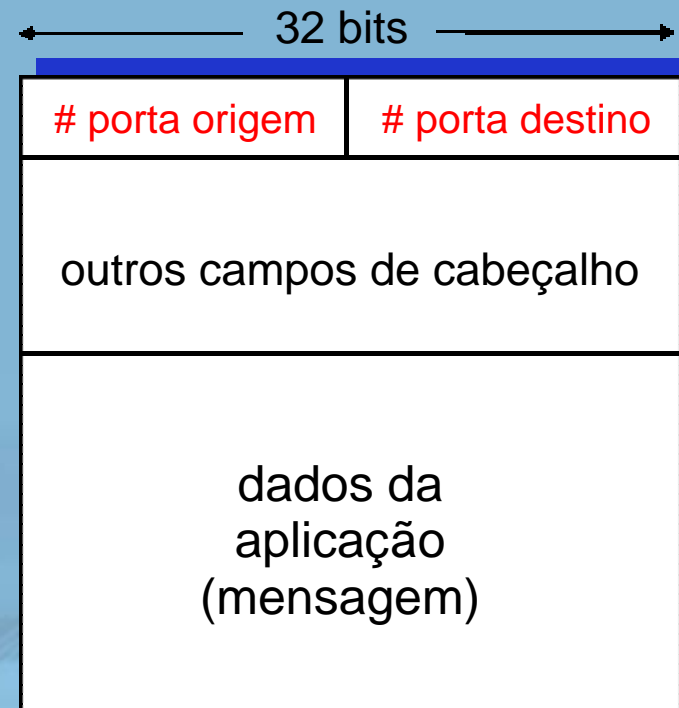 32 bits
# porta origem # porta destino
outros campos de cabeçalho
dados da
aplicação
(mensagem)